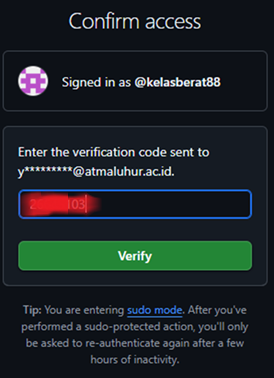 Confirm access
Signed in as @kelasberat88
Enter the verification code sent to
y*********@atmaluhur.ac.id.
Verify
Tip: You are entering sudo mode. After you've
performed a sudo-protected action, you'll only
be asked to re-authenticate again after a few
hours of inactivity.